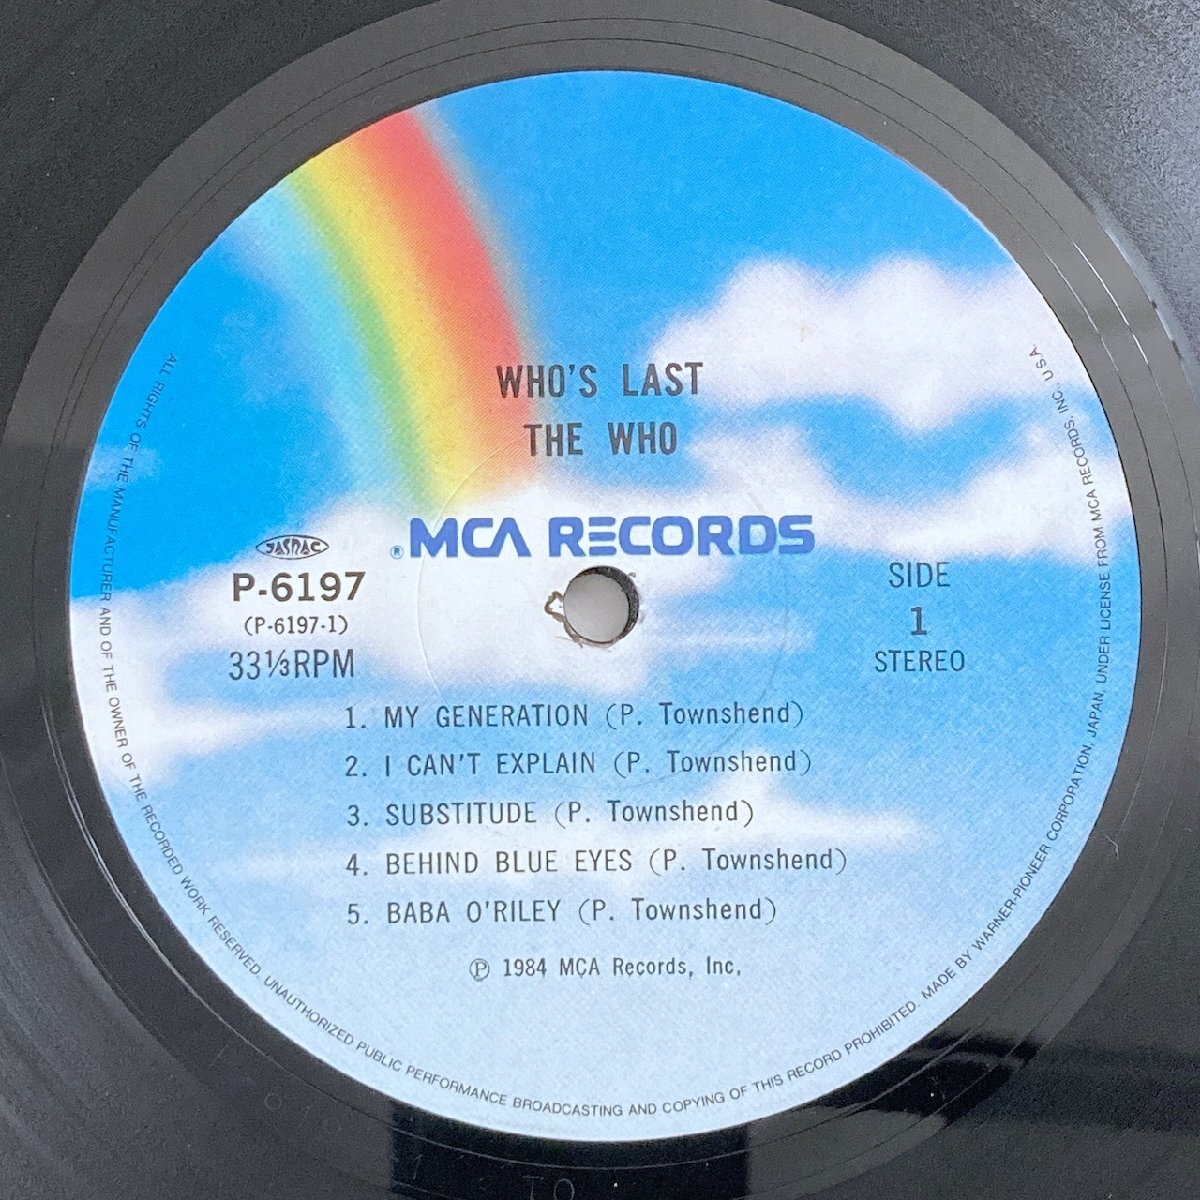 WHO'S LAST
THE WHO
® MCA RECORDS
JASRAC
P-6197
(P-6197-1)
33⅓RPM
SIDE
1
STEREO
1. MY GENERATION (P. Townshend)
2. I CAN'T EXPLAIN (P. Townshend)
3. SUBSTITUDE (P. Townshend)
4. BEHIND BLUE EYES (P. Townshend)
5. BABA O'RILEY (P. Townshend)
℗ 1984 MCA Records, Inc,
ALL RIGHTS OF THE MANUFACTURER AND OF THE OWNER OF THE RECORDED WORK RESERVED. UNAUTHORIZED PUBLIC PERFORMANCE BROADCASTING AND COPYING OF THIS RECORD PROHIBITED. MADE BY WARNER-PIONEER CORPORATION, JAPAN, UNDER LICENSE FROM MCA RECORDS, INC., U.S.A.